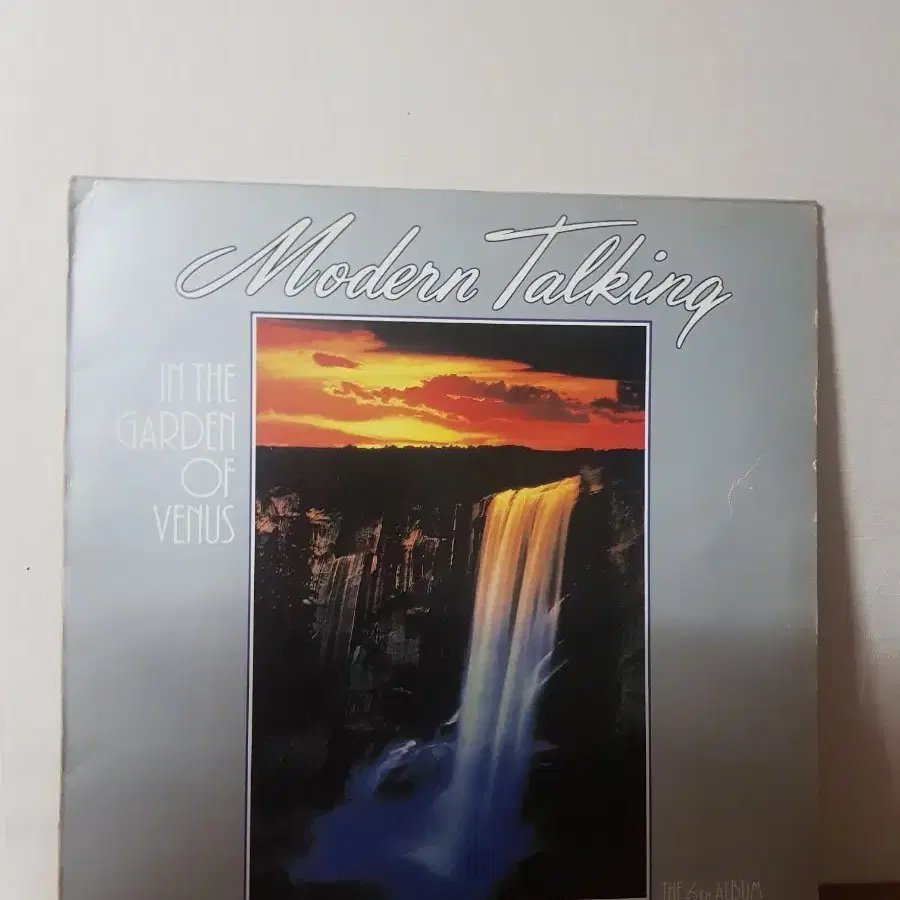 Modern Talking
IN THE
GARDEN
OF
VENUS
THE 6TH ALBUM